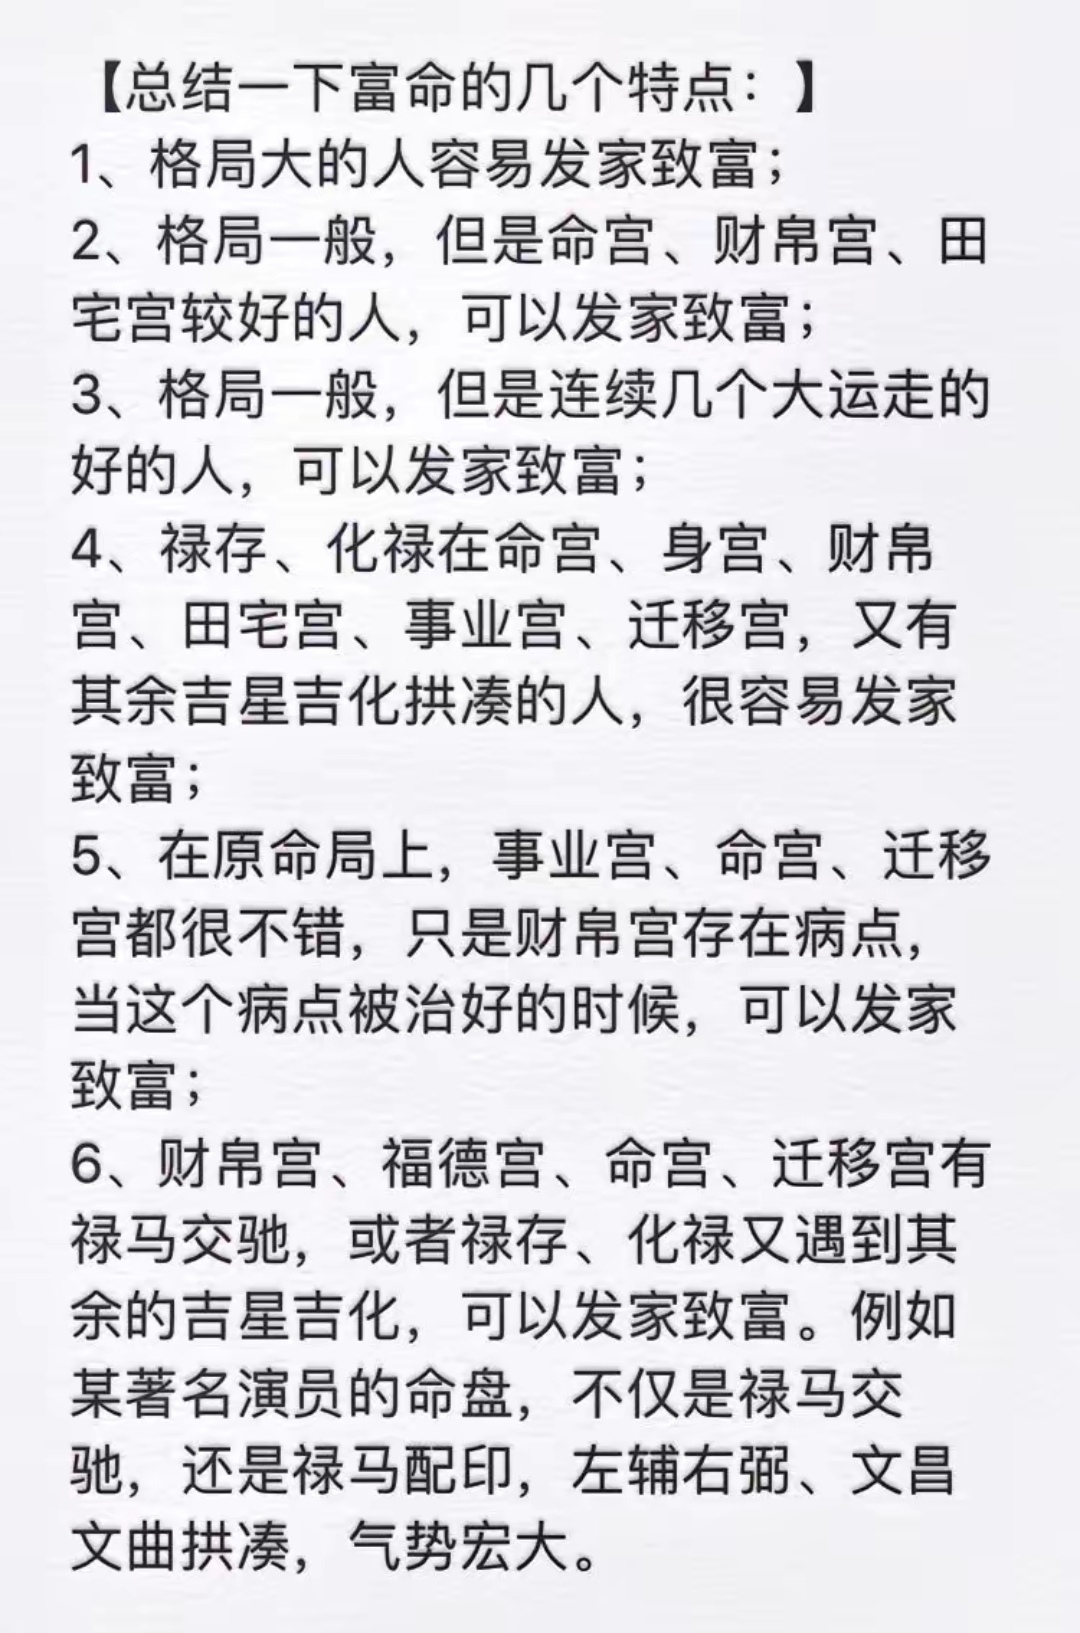 【总结一下富命的几个特点：】
1、格局大的人容易发家致富；
2、格局一般，但是命宫、财帛宫、田
宅宫较好的人，可以发家致富；
3、格局一般，但是连续几个大运走的
好的人，可以发家致富；
4、禄存、化禄在命宫、身宫、财帛
宫、田宅宫、事业宫、迁移宫，又有
其余吉星吉化拱凑的人，很容易发家
致富；
5、在原命局上，事业宫、命宫、迁移
宫都很不错，只是财帛宫存在病点，
当这个病点被治好的时候，可以发家
致富；
6、财帛宫、福德宫、命宫、迁移宫有
禄马交驰，或者禄存、化禄又遇到其
余的吉星吉化，可以发家致富。例如
某著名演员的命盘，不仅是禄马交
驰，还是禄马配印，左辅右弼、文昌
文曲拱凑，气势宏大。